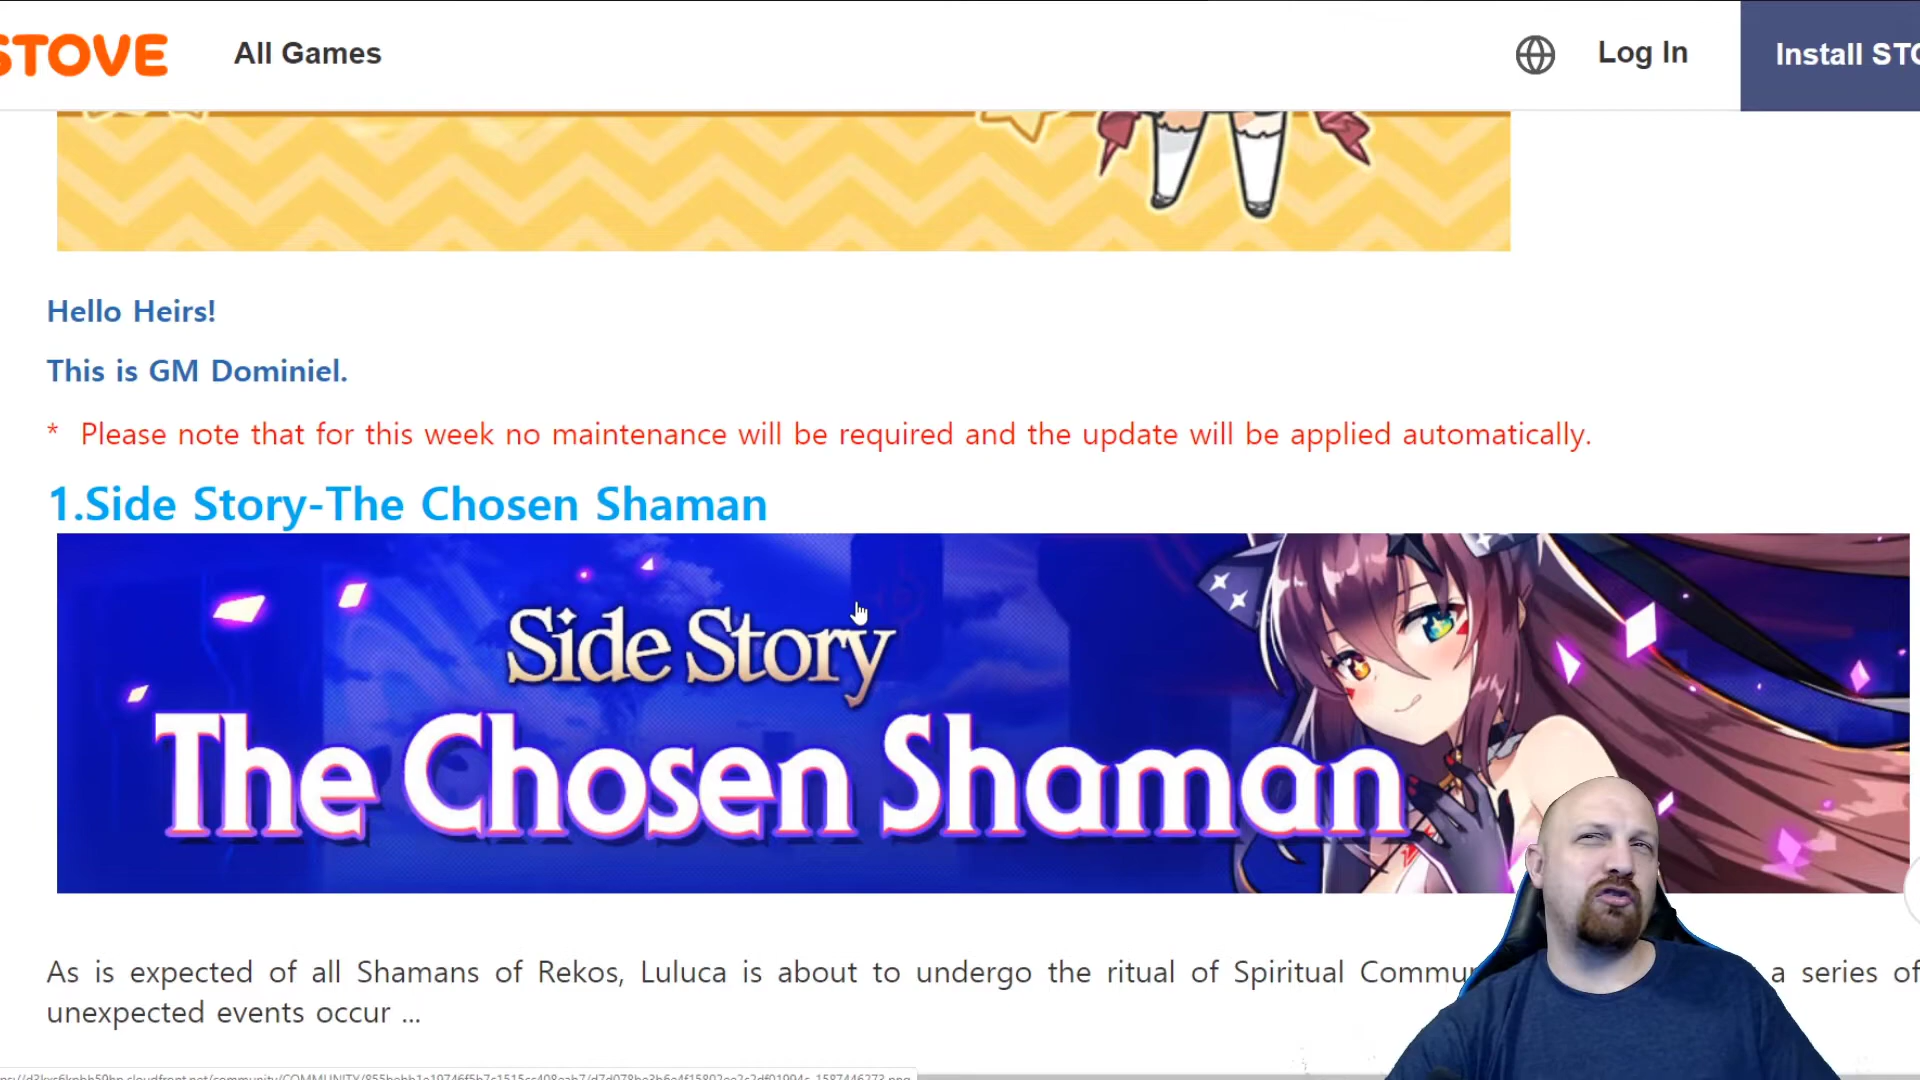 STOVE All Games Log In Install STO
Hello Heirs!
This is GM Dominiel.
* Please note that for this week no maintenance will be required and the update will be applied automatically.
1.Side Story-The Chosen Shaman
Side Story
The Chosen Shaman
As is expected of all Shamans of Rekos, Luluca is about to undergo the ritual of Spiritual Commu a series of
unexpected events occur ...